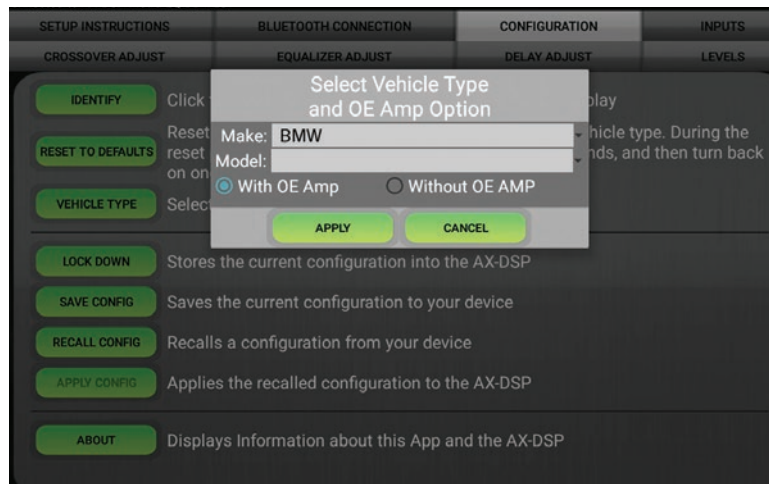 SETUP INSTRUCTIONS BLUETOOTH CONNECTION CONFIGURATION INPUTS
CROSSOVER ADJUST EQUALIZER ADJUST DELAY ADJUST LEVELS
Select Vehicle Type
and OE Amp Option
Make: BMW
Model:
With OE Amp Without OE AMP
APPLY CANCEL
IDENTIFY Click
RESET TO DEFAULTS Reset hicle type. During the
reset nds, and then turn back
on on
VEHICLE TYPE Selec
LOCK DOWN Stores the current configuration into the AX-DSP
SAVE CONFIG Saves the current configuration to your device
RECALL CONFIG Recalls a configuration from your device
APPLY CONFIG Applies the recalled configuration to the AX-DSP
ABOUT Displays Information about this App and the AX-DSP